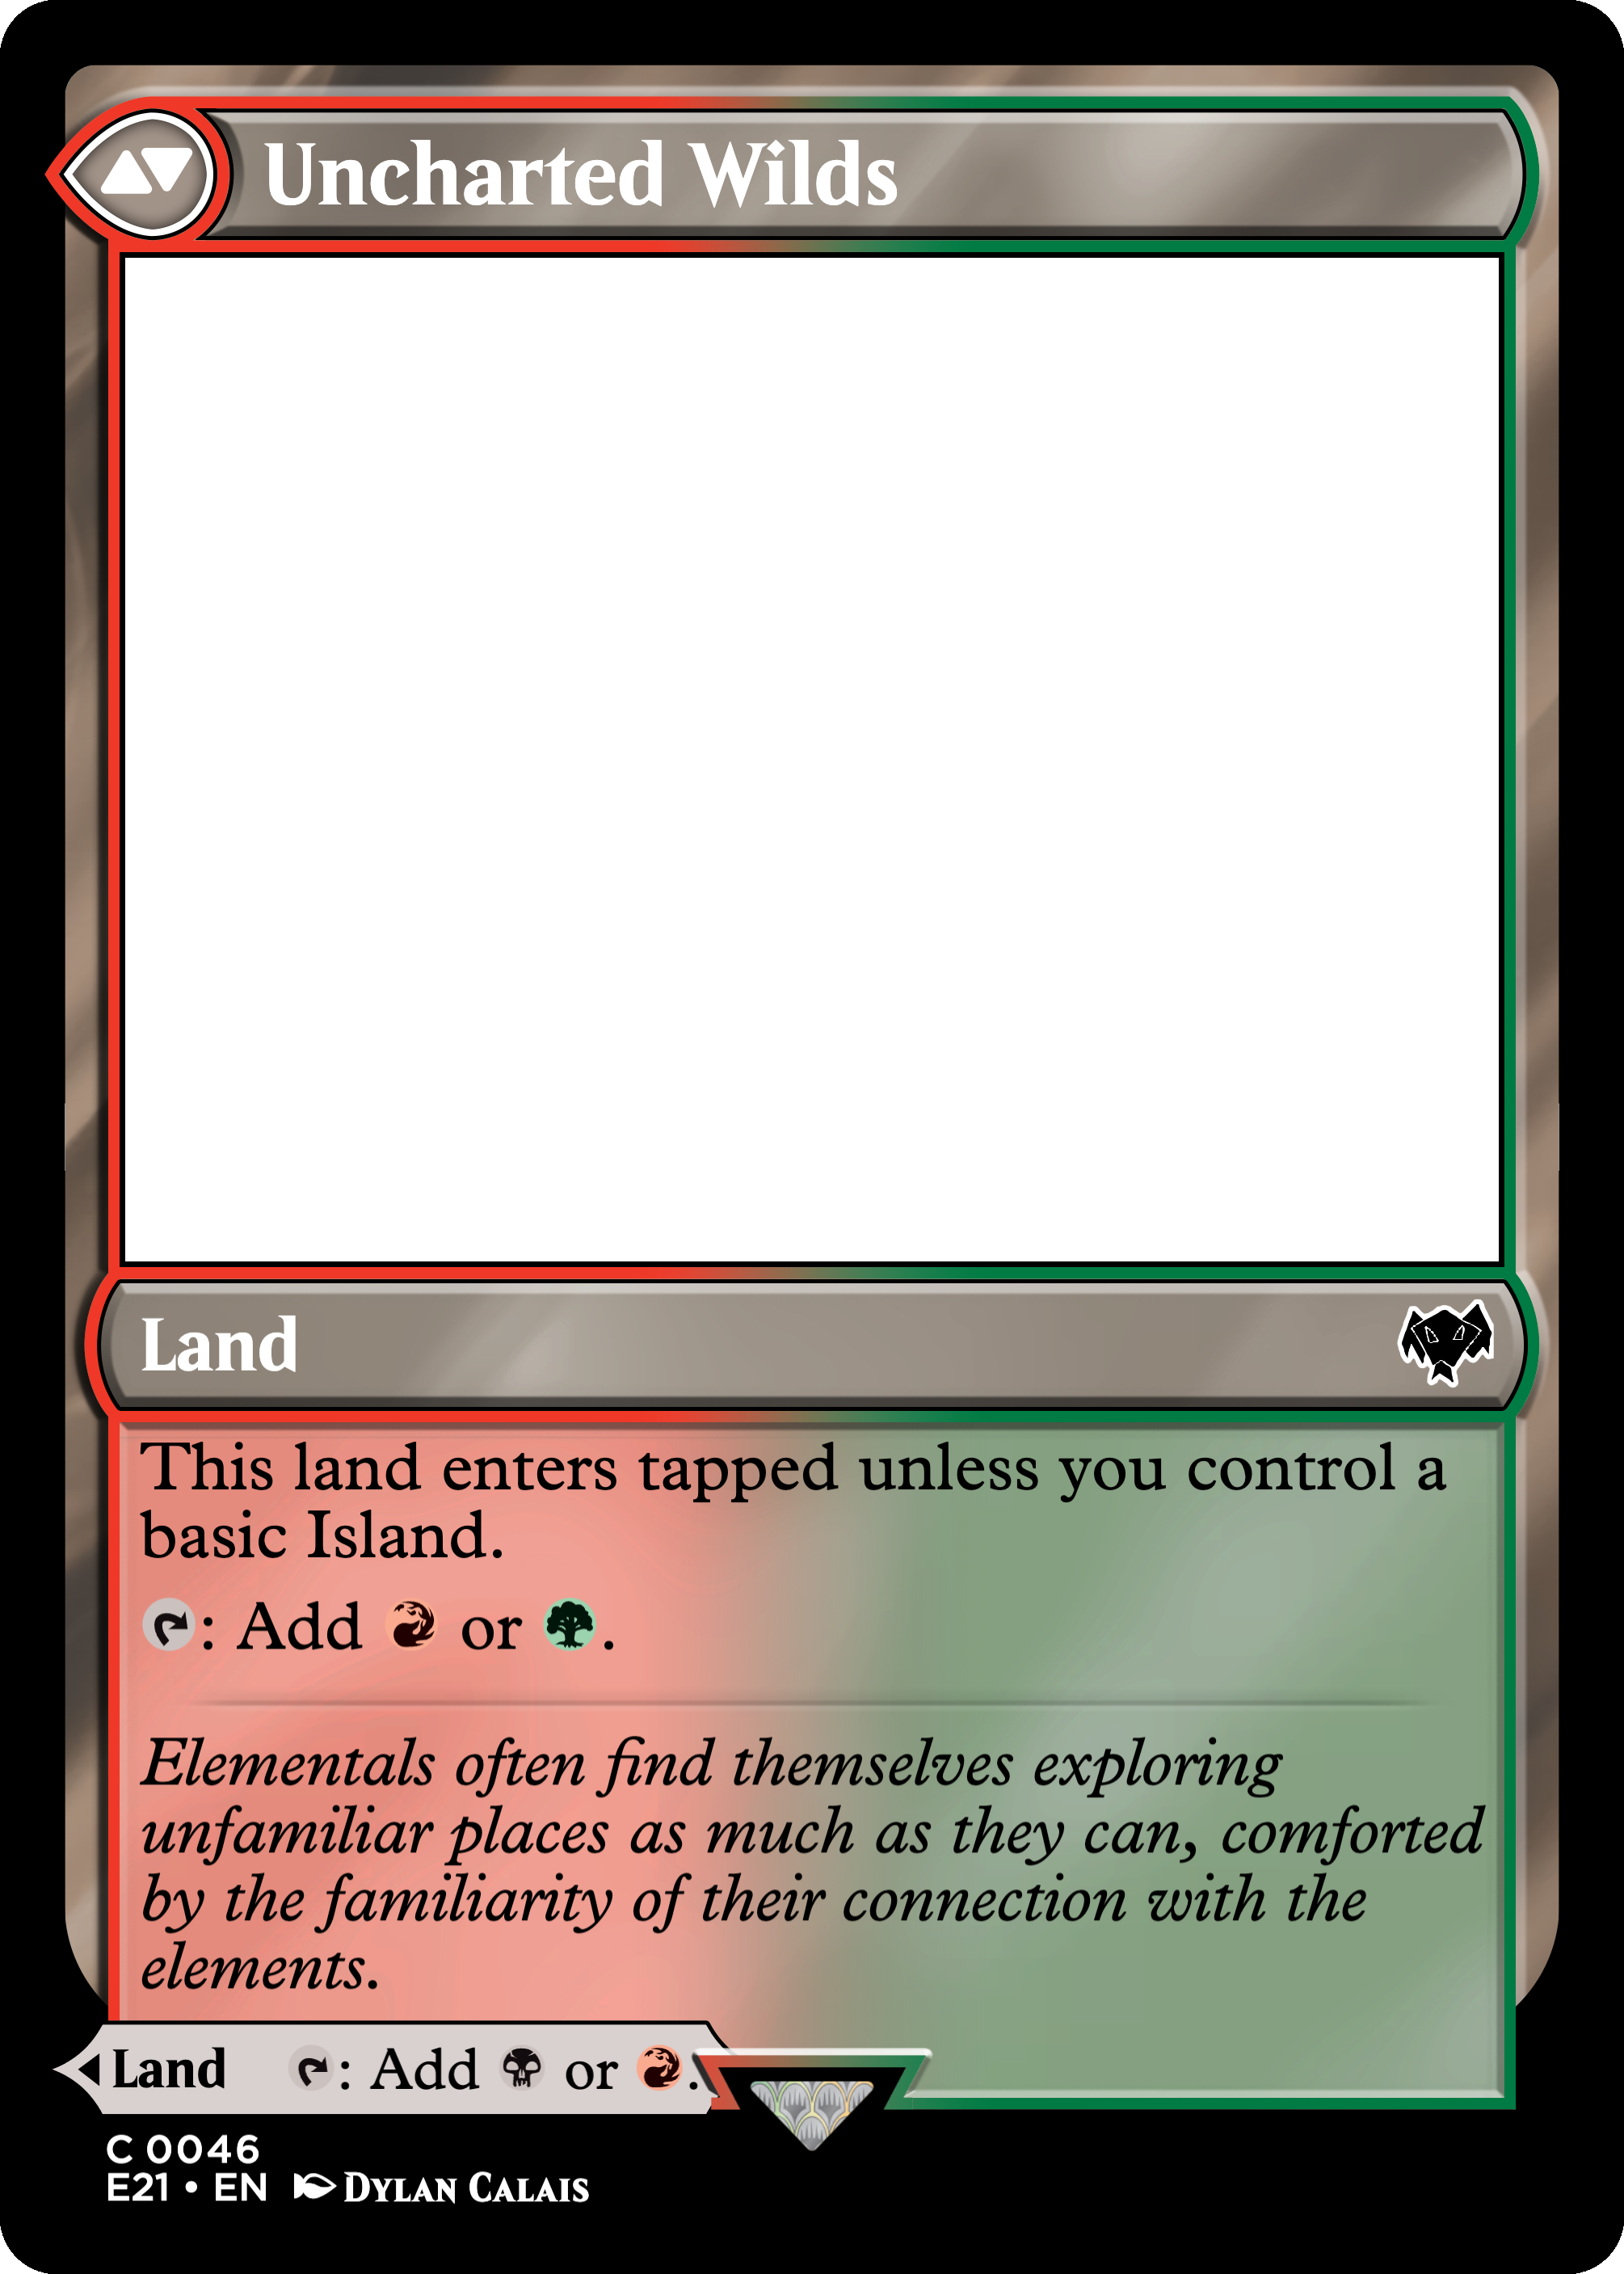 Uncharted Wilds
Land
This land enters tapped unless you control a
basic Island.
: Add or .
Elementals often find themselves exploring
unfamiliar places as much as they can, comforted
by the familiarity of their connection with the
elements.
Land : Add or .
C 0046
E21 • EN DYLAN CALAIS